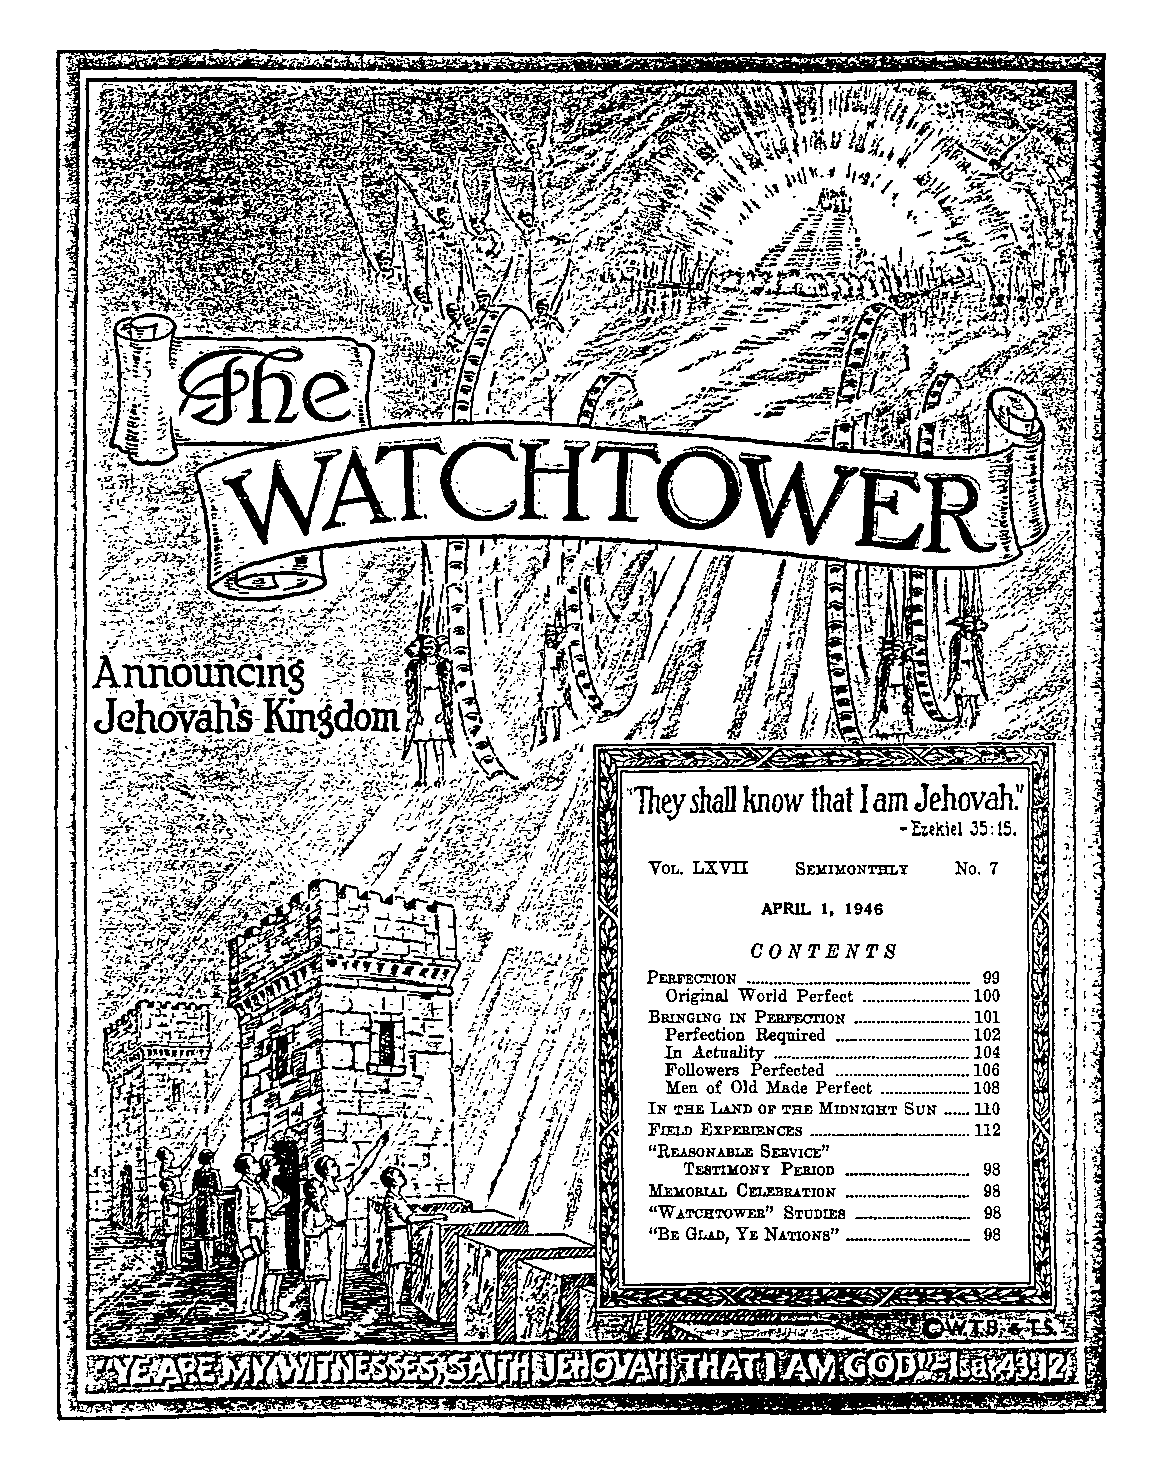 The
WATCHTOWER
Announcing
Jehovah's Kingdom
"They shall know that I am Jehovah."
- Ezekiel 35:15.
VOL. LXVII SEMIMONTHLY No. 7
APRIL 1, 1946
CONTENTS
PERFECTION ........ 99
Original World Perfect ........ 100
BRINGING IN PERFECTION ........ 101
Perfection Required ........ 102
In Actuality ........ 104
Followers Perfected ........ 106
Men of Old Made Perfect ........ 108
IN THE LAND OF THE MIDNIGHT SUN ..... 110
FIELD EXPERIENCES ........ 112
"REASONABLE SERVICE"
TESTIMONY PERIOD ........ 98
MEMORIAL CELEBRATION ........ 98
"WATCHTOWER" STUDIES ........ 98
"BE GLAD, YE NATIONS" ........ 98
©W.T.B. & T.S.
"YE ARE MY WITNESSES, SAITH JEHOVAH, THAT I AM GOD."-Isa. 43:12